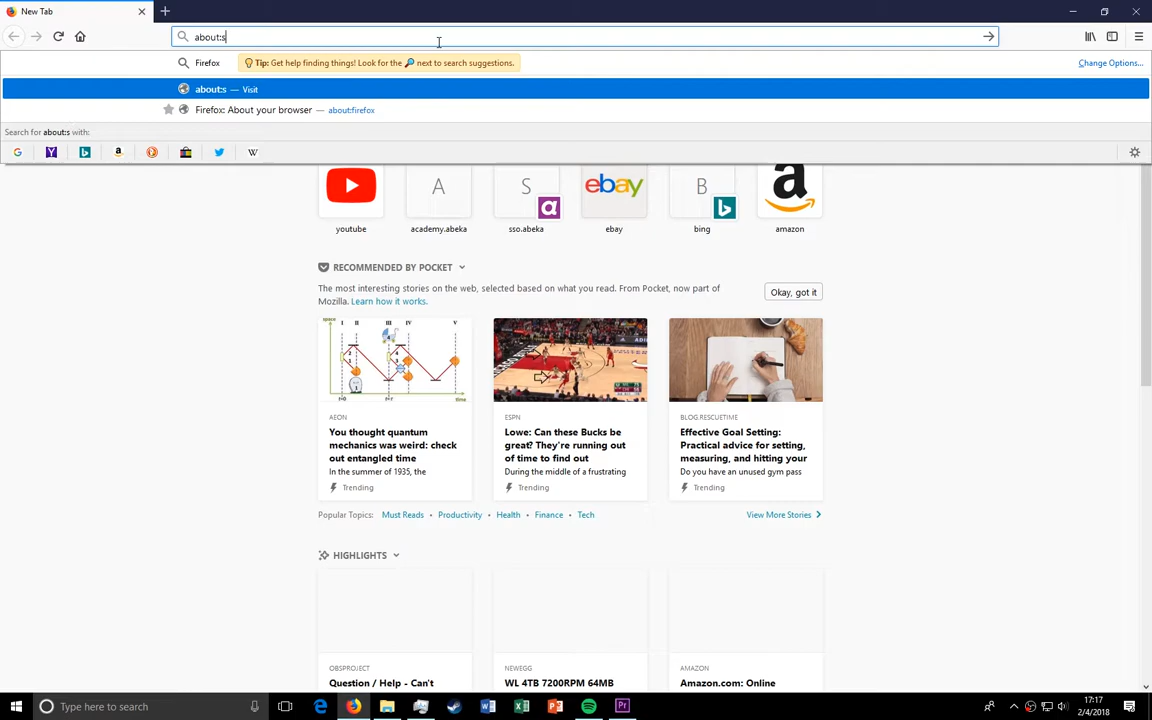 New Tab
about:s
Firefox
Tip: Get help finding things! Look for the 🔎 next to search suggestions.
Change Options...
about:s — Visit
Firefox: About your browser — about:firefox
Search for about:s with:
A
S
a
ebay
B
a
youtube
academy.abeka
sso.abeka
ebay
bing
amazon
RECOMMENDED BY POCKET
The most interesting stories on the web, selected based on what you read. From Pocket, now part of
Mozilla. Learn how it works.
Okay, got it
AEON
You thought quantum
mechanics was weird: check
out entangled time
In the summer of 1935, the
Trending
ESPN
Lowe: Can these Bucks be
great? They're running out
of time to find out
During the middle of a frustrating
Trending
BLOG.RESCUETIME
Effective Goal Setting:
Practical advice for setting,
measuring, and hitting your
Do you have an unused gym pass
Trending
Popular Topics: Must Reads • Productivity • Health • Finance • Tech
View More Stories
HIGHLIGHTS
OBSPROJECT
Question / Help - Can't
NEWEGG
WL 4TB 7200RPM 64MB
AMAZON
Amazon.com: Online
Type here to search
17:17
2/4/2018